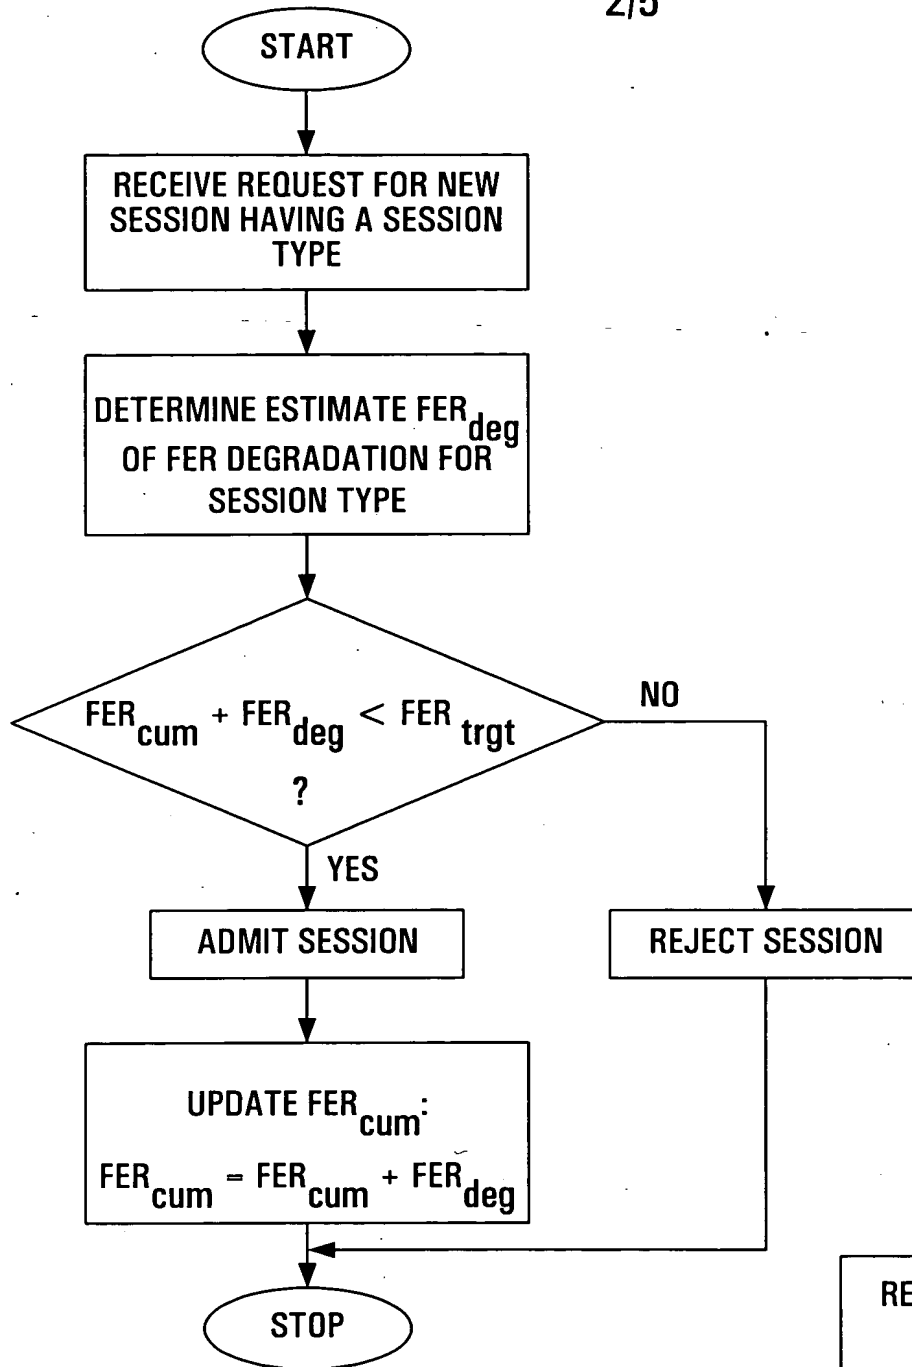 2/5
START
RECEIVE REQUEST FOR NEW
SESSION HAVING A SESSION
TYPE
DETERMINE ESTIMATE FERdeg
OF FER DEGRADATION FOR
SESSION TYPE
FERcum + FERdeg < FER trgt
?
NO
YES
ADMIT SESSION
REJECT SESSION
UPDATE FERcum:
FERcum = FERcum + FERdeg
STOP
RE